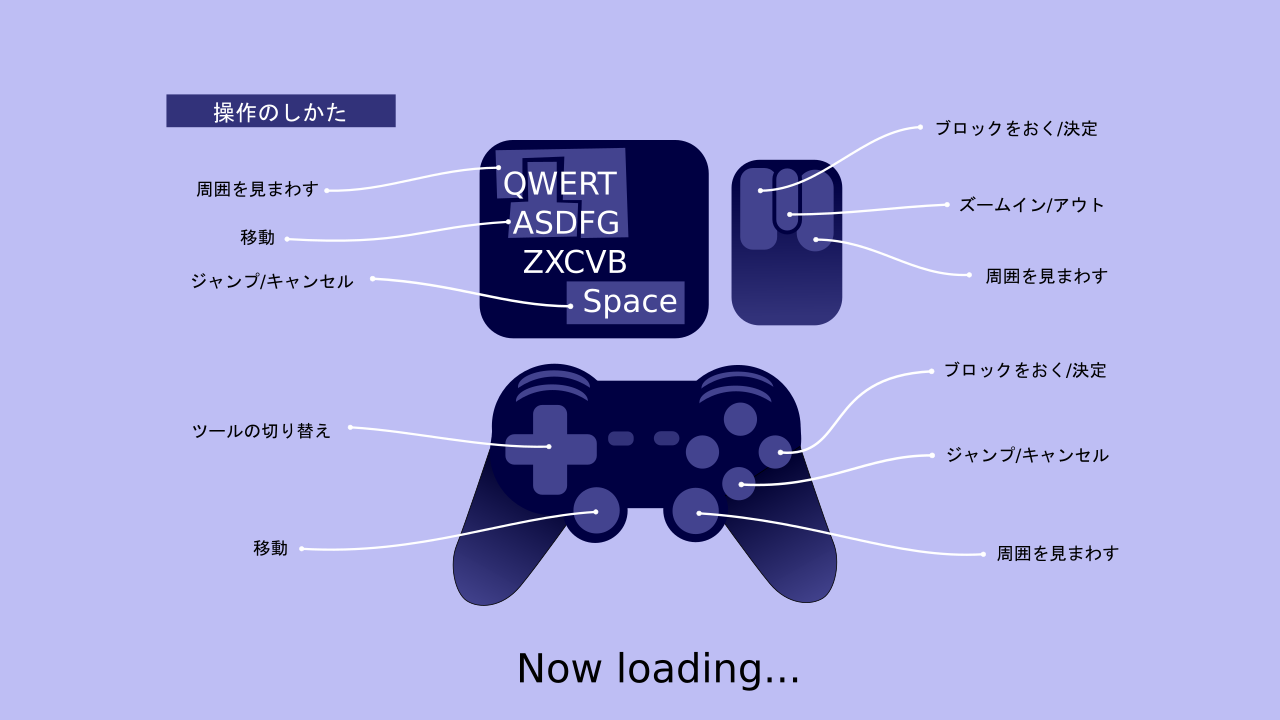 操作のしかた
周囲を見まわす
移動
ジャンプ/キャンセル
QWERT
ASDFG
ZXCVB
Space
ブロックをおく/決定
ズームイン/アウト
周囲を見まわす
ツールの切り替え
移動
ブロックをおく/決定
ジャンプ/キャンセル
周囲を見まわす
Now loading...